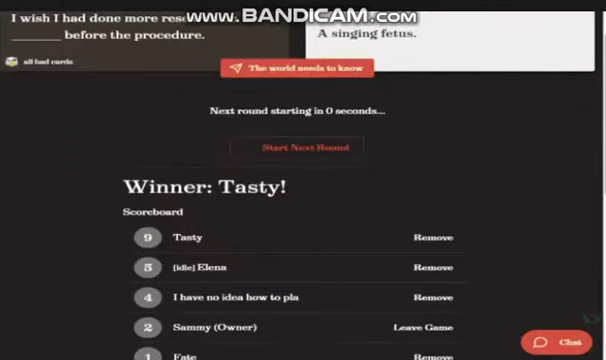 www.BANDICAM.com
I wish I had done more
________ before the procedure.
A singing fetus.
all bad cards
The world needs to know
Next round starting in 0 seconds...
Start Next Round
Winner: Tasty!
Scoreboard
9 Tasty Remove
5 [idle] Elena Remove
4 I have no idea how to pla Remove
2 Sammy (Owner) Leave Game
1 Fate Remove
Chat